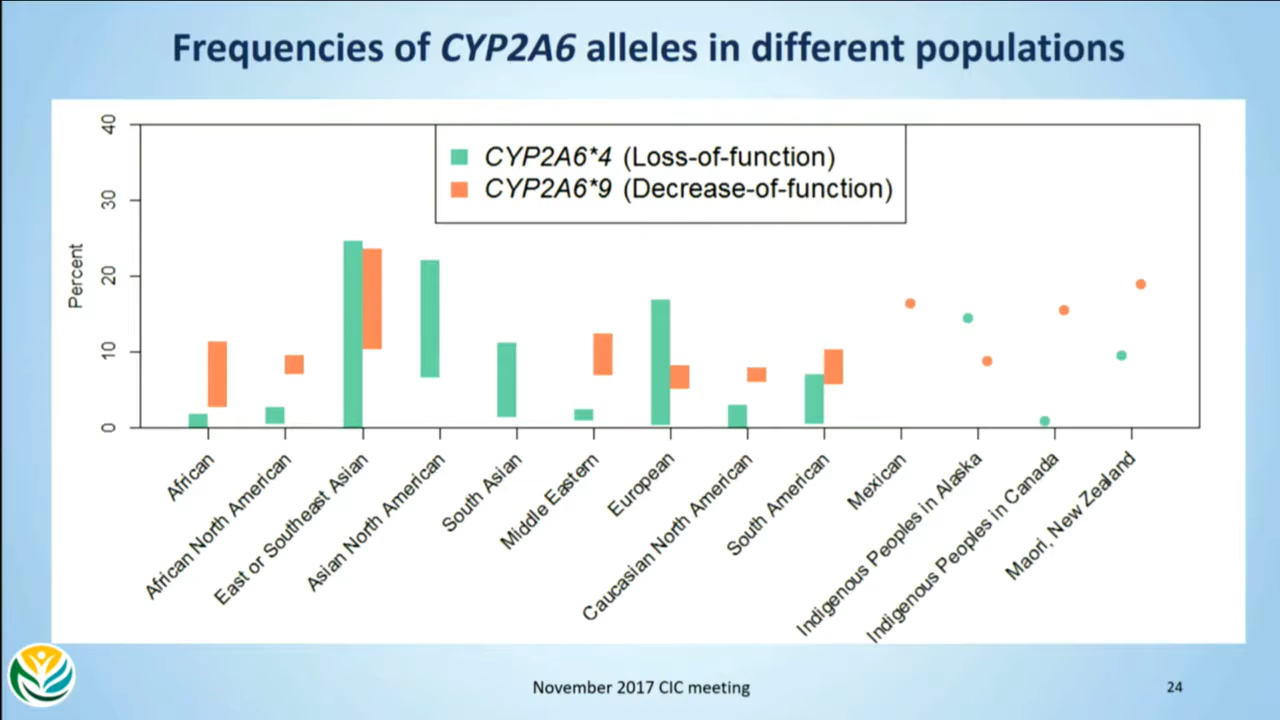 Frequencies of CYP2A6 alleles in different populations
CYP2A6*4 (Loss-of-function)
CYP2A6*9 (Decrease-of-function)
Percent
40
30
20
10
0
African
African North American
East or Southeast Asian
Asian North American
South Asian
Middle Eastern
European
Caucasian North American
South American
Mexican
Indigenous Peoples in Alaska
Indigenous Peoples in Canada
Maori, New Zealand
November 2017 CIC meeting
24